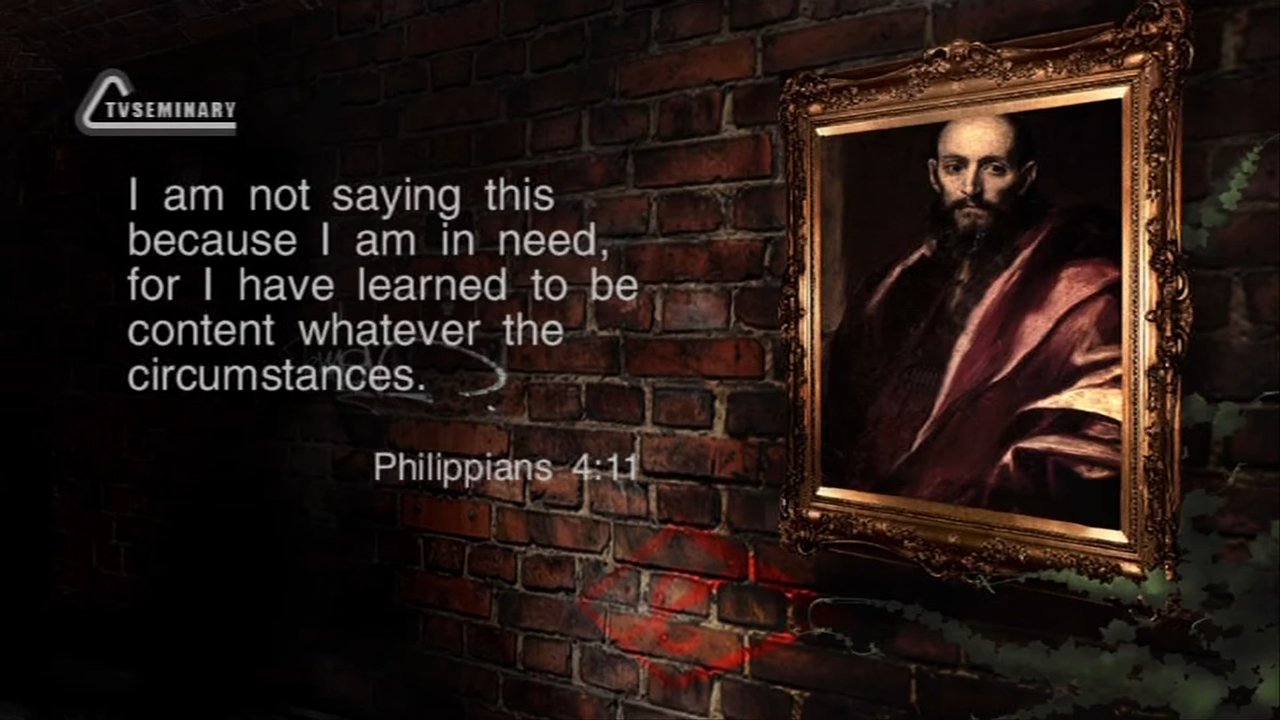 TVSEMINARY
I am not saying this
because I am in need,
for I have learned to be
content whatever the
circumstances.
Philippians 4:11